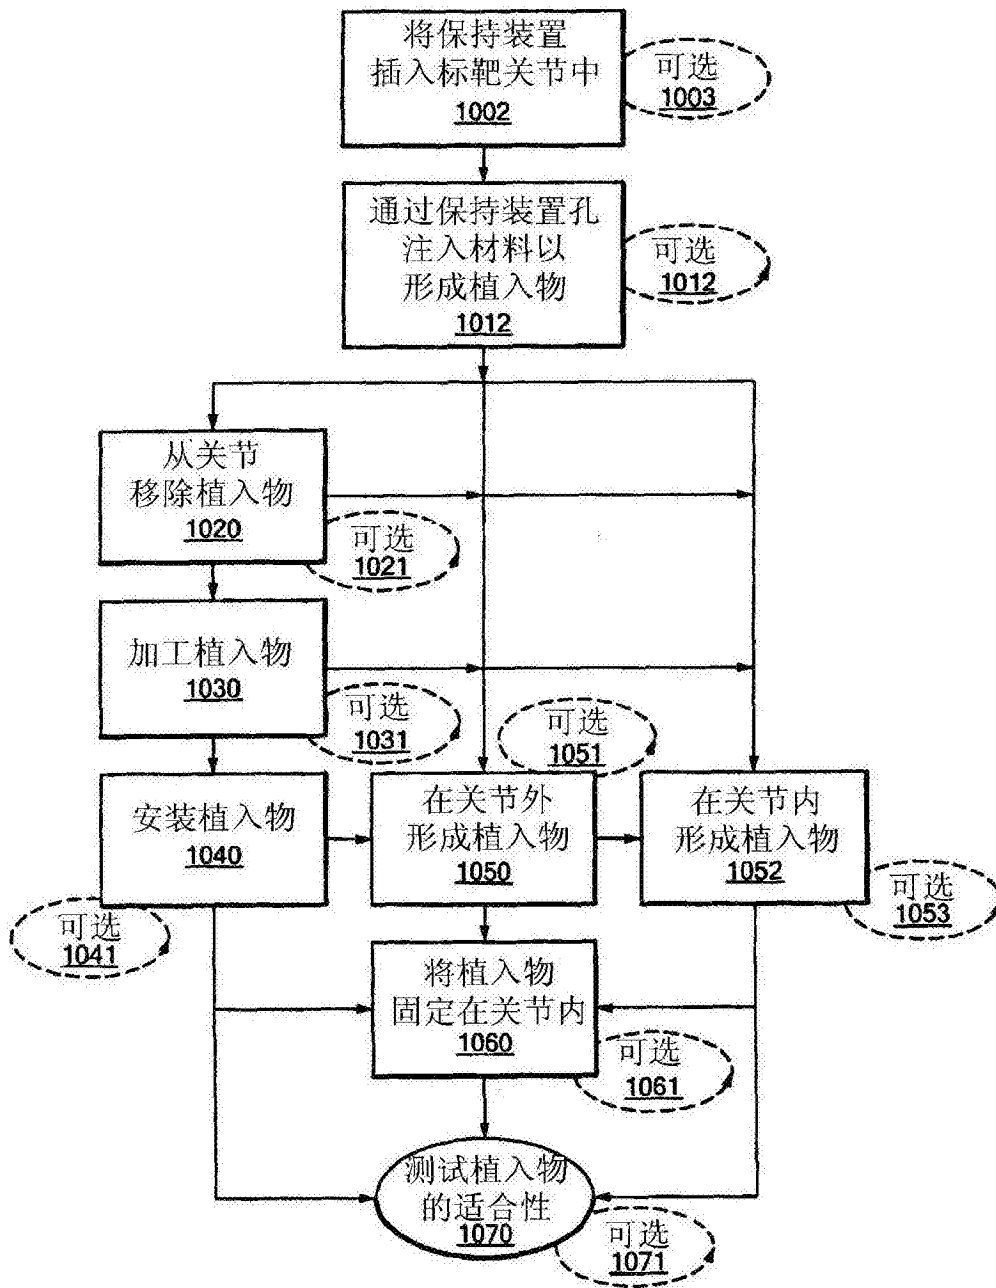 将保持装置
插入标靶关节中
1002
可选
1003
通过保持装置孔
注入材料以
形成植入物
1012
可选
1012
从关节
移除植入物
1020
可选
1021
加工植入物
1030
可选
1031
可选
1051
安装植入物
1040
可选
1041
在关节外
形成植入物
1050
在关节内
形成植入物
1052
可选
1053
将植入物
固定在关节内
1060
可选
1061
测试植入物
的适合性
1070
可选
1071